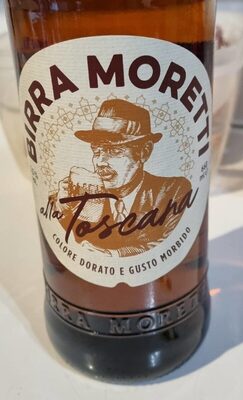 BIRRA MORETTI
alla
Toscana
COLORE DORATO E GUSTO MORBIDO
BIRRA MORETTI